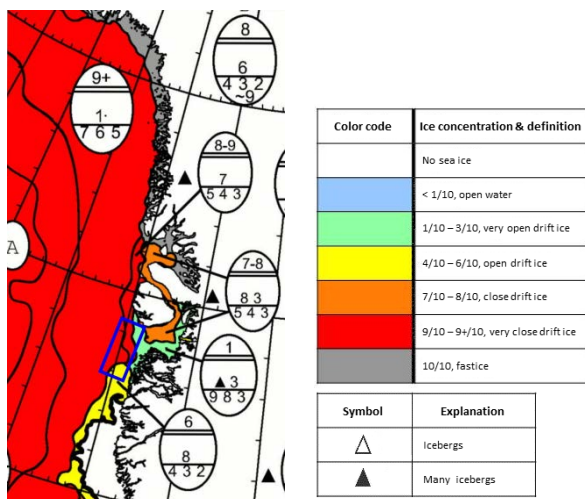 8
6
4 3 2
~9
9+
1·
7 6 5
8-9
7
5 4 3
7-8
8 3
5 4 3
A
1
▲ 3
9 8 3
6
8
4 3 2
Color code Ice concentration & definition
No sea ice
< 1/10, open water
1/10 – 3/10, very open drift ice
4/10 – 6/10, open drift ice
7/10 – 8/10, close drift ice
9/10 – 9+/10, very close drift ice
10/10, fast ice
Symbol Explanation
△ Icebergs
▲ Many icebergs